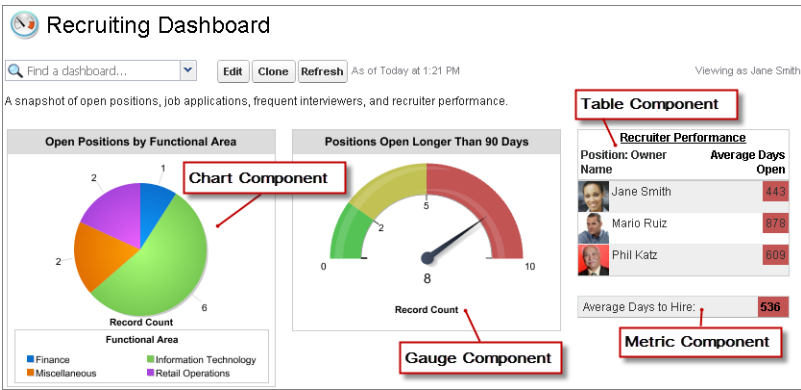 Recruiting Dashboard
Find a dashboard...
Edit Clone Refresh As of Today at 1:21 PM
Viewing as Jane Smith
A snapshot of open positions, job applications, frequent interviewers, and recruiter performance.
Open Positions by Functional Area
1
2
2
6
Record Count
Functional Area
Finance
Information Technology
Miscellaneous
Retail Operations
Chart Component
Positions Open Longer Than 90 Days
0
2
5
10
8
Record Count
Gauge Component
Table Component
Recruiter Performance
Position: Owner Average Days
Name Open
Jane Smith 443
Mario Ruiz 878
Phil Katz 609
Average Days to Hire: 536
Metric Component